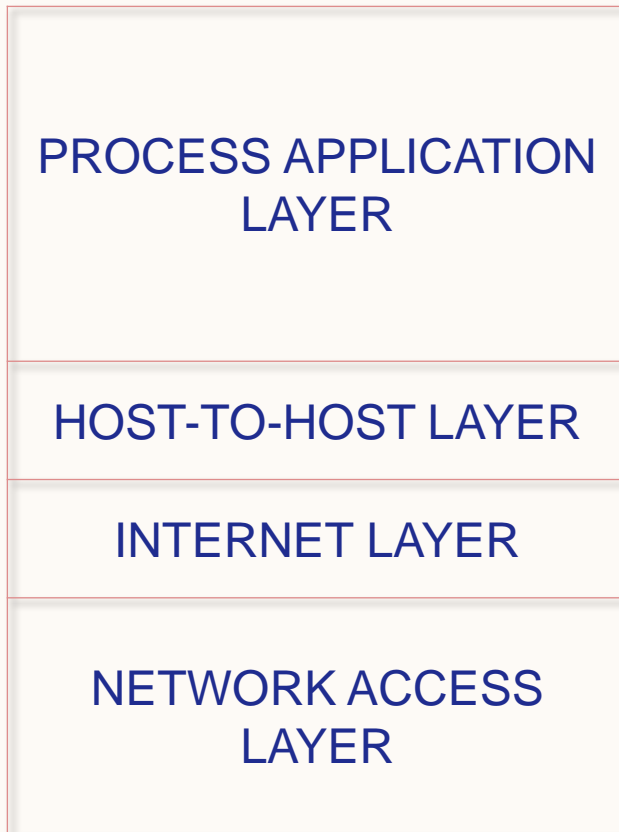 PROCESS APPLICATION
LAYER
HOST-TO-HOST LAYER
INTERNET LAYER
NETWORK ACCESS
LAYER